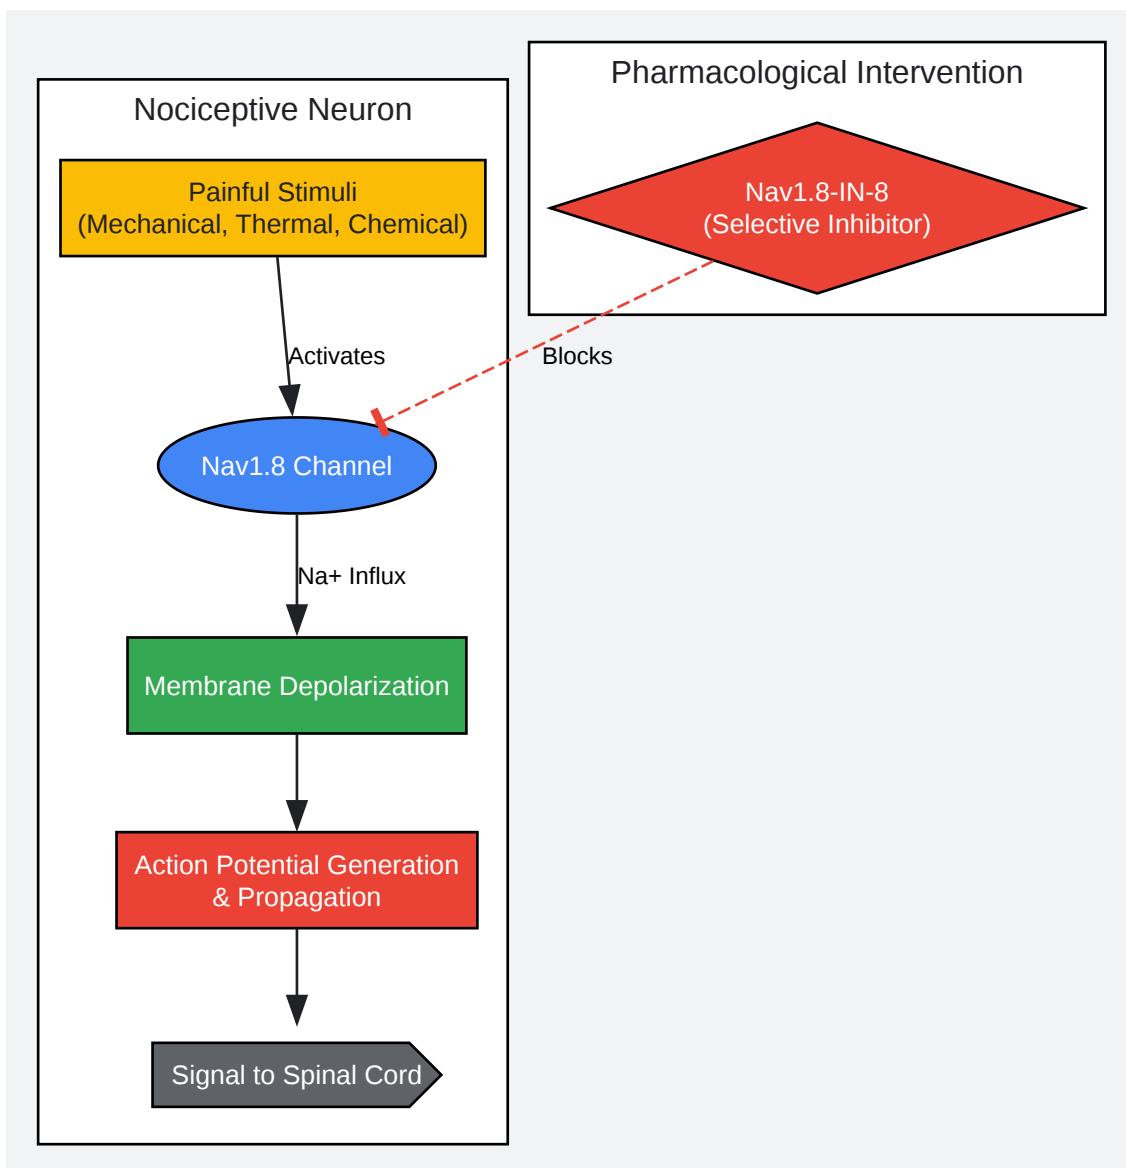 Pharmacological Intervention
Nociceptive Neuron
Painful Stimuli
(Mechanical, Thermal, Chemical)
Nav1.8-IN-8
(Selective Inhibitor)
Activates
Blocks
Nav1.8 Channel
Na+ Influx
Membrane Depolarization
Action Potential Generation
& Propagation
Signal to Spinal Cord